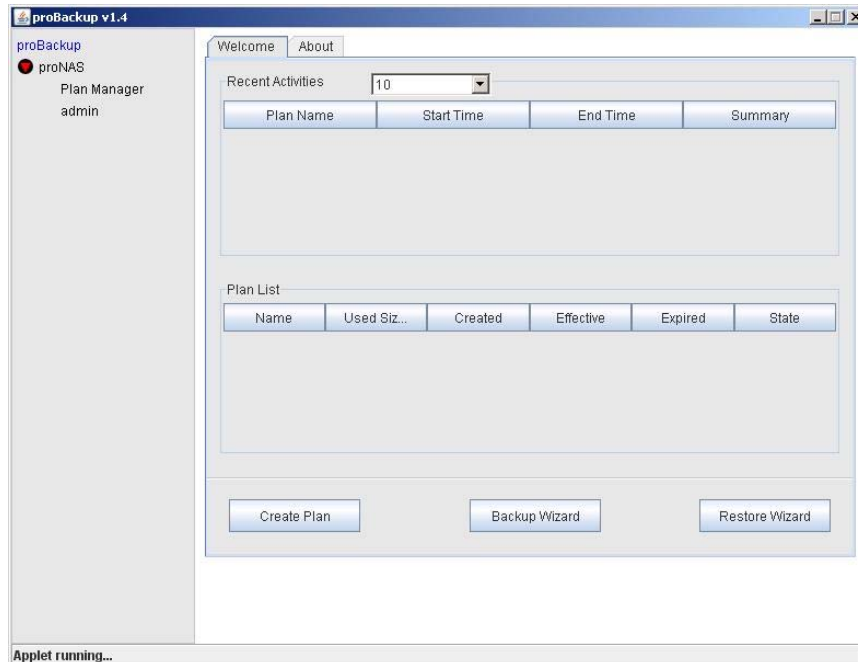 proBackup v1.4
proBackup
proNAS
Plan Manager
admin
Welcome About
Recent Activities 10
Plan Name Start Time End Time Summary
Plan List
Name Used Siz... Created Effective Expired State
Create Plan Backup Wizard Restore Wizard
Applet running...